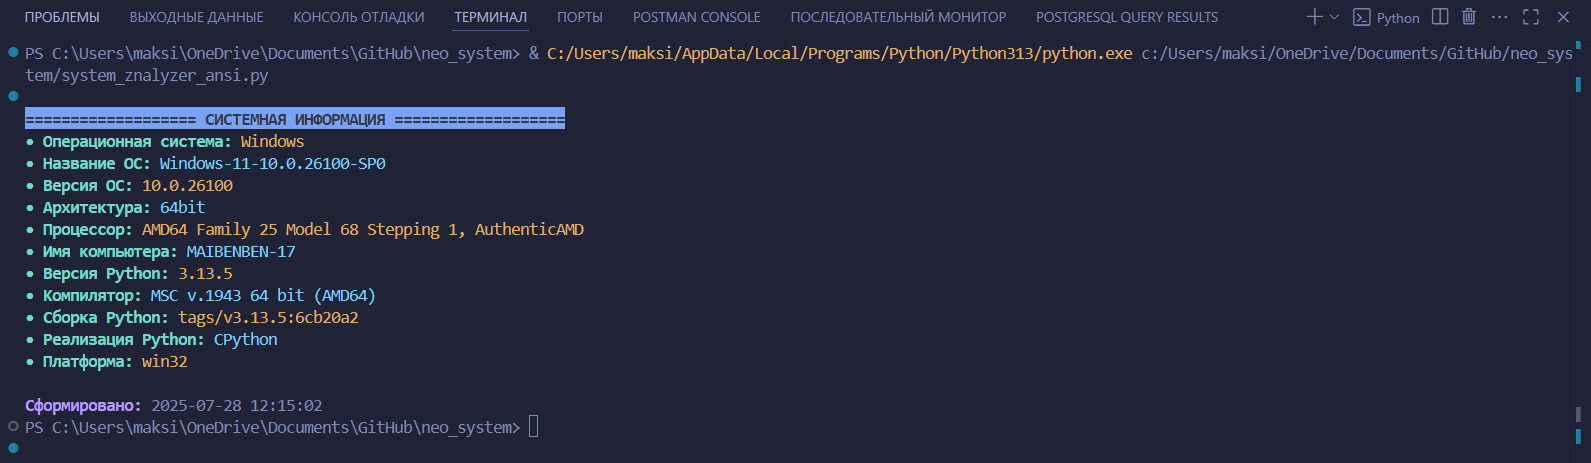 ПРОБЛЕМЫ ВЫХОДНЫЕ ДАННЫЕ КОНСОЛЬ ОТЛАДКИ ТЕРМИНАЛ ПОРТЫ POSTMAN CONSOLE ПОСЛЕДОВАТЕЛЬНЫЙ МОНИТОР POSTGRESQL QUERY RESULTS Python
PS C:\Users\maksi\OneDrive\Documents\GitHub\neo_system> & C:/Users/maksi/AppData/Local/Programs/Python/Python313/python.exe c:/Users/maksi/OneDrive/Documents/GitHub/neo_sys
tem/system_znalyzer_ansi.py
=================== СИСТЕМНАЯ ИНФОРМАЦИЯ ===================
• Операционная система: Windows
• Название ОС: Windows-11-10.0.26100-SP0
• Версия ОС: 10.0.26100
• Архитектура: 64bit
• Процессор: AMD64 Family 25 Model 68 Stepping 1, AuthenticAMD
• Имя компьютера: MAIBENBEN-17
• Версия Python: 3.13.5
• Компилятор: MSC v.1943 64 bit (AMD64)
• Сборка Python: tags/v3.13.5:6cb20a2
• Реализация Python: CPython
• Платформа: win32
Сформировано: 2025-07-28 12:15:02
PS C:\Users\maksi\OneDrive\Documents\GitHub\neo_system>